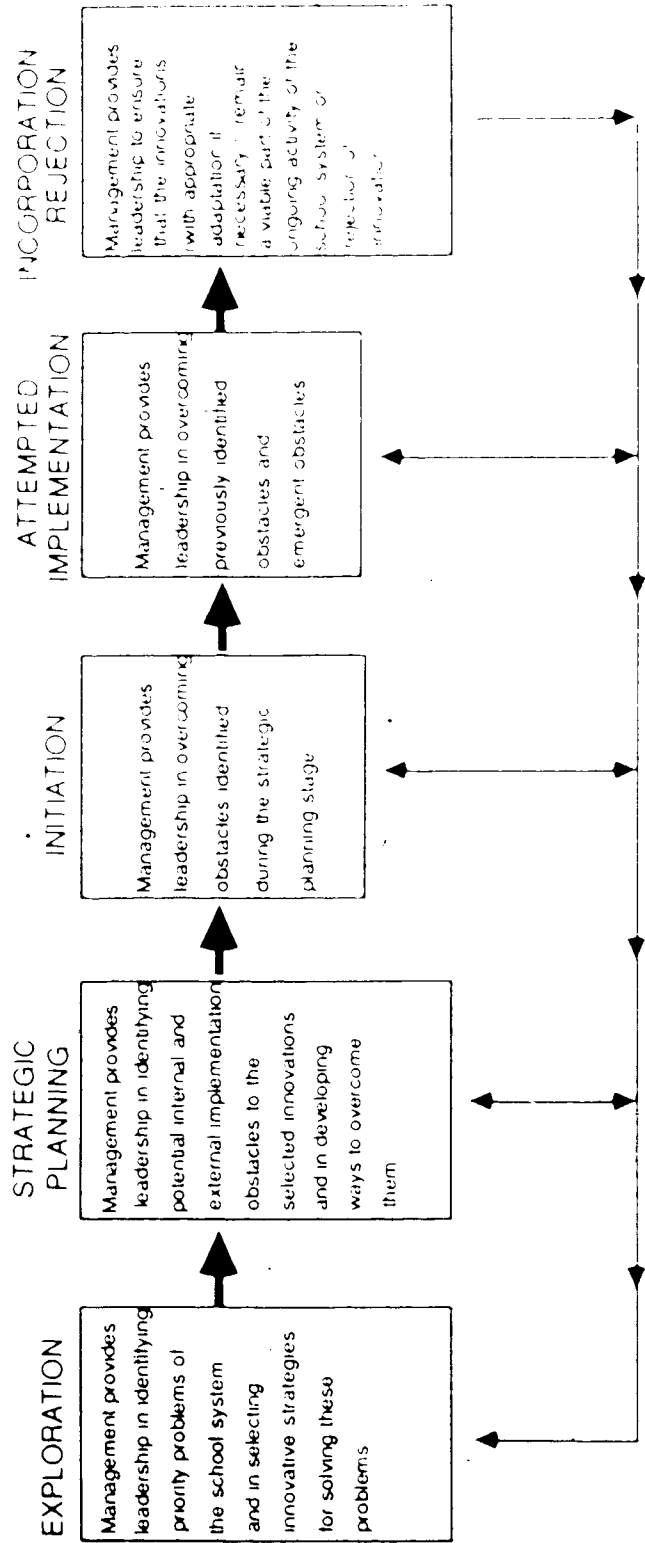 EXPLORATION
Management provides
leadership in identifying
priority problems of
the school system
and in selecting
innovative strategies
for solving these
problems
STRATEGIC
PLANNING
Management provides
leadership in identifying
potential internal and
external implementation
obstacles to the
selected innovations
and in developing
ways to overcome
them
INITIATION
Management provides
leadership in overcoming
obstacles identified
during the strategic
planning stage
ATTEMPTED
IMPLEMENTATION
Management provides
leadership in overcoming
previously identified
obstacles and
emergent obstacles
INCORPORATION
REJECTION
Management provides
leadership to ensure
that the innovations
(with appropriate
adaptation if
necessary remain
a viable part of the
ongoing activity of the
school system or
rejection of
innovation